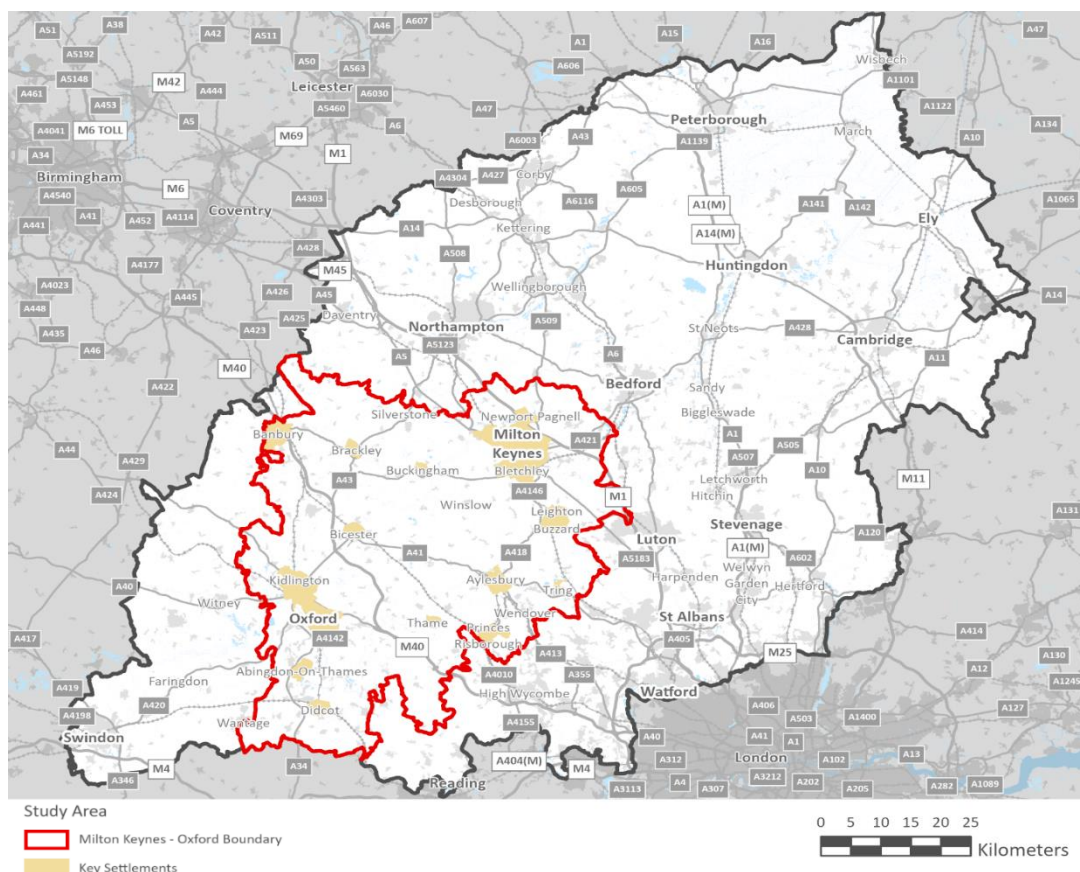 A51
A38
A42
A511
A46
A607
A1
A15
A16
A47
A5192
A50
A563
A606
Wisbech
A5148
M42
Leicester
A6030
A1101
A461
A453
A444
A5460
A47
Peterborough
A1122
A4041
M6 TOLL
A5
M69
A6
A6003
A43
A1139
March
A10
A134
A34
M1
Birmingham
M6
A4304
A427
Corby
A605
A4540
A4303
Desborough
A6116
A1(M)
A141
A142
A1065
A441
A41
A452
A4114
Coventry
A14
Kettering
A14(M)
Ely
A428
A508
A4177
M45
Huntingdon
A4023
A426
A45
Wellingborough
A14
A448
A445
A425
Daventry
Northampton
A509
St Neots
A428
A435
A423
A5123
Cambridge
A46
A5
A6
A11
M40
Bedford
A422
Sandy
Silverstone
Newport Pagnell
Biggleswade
Banbury
Milton
Keynes
A421
A1
A505
A44
A429
Brackley
Buckingham
Bletchley
A507
A10
A424
A43
A4146
Letchworth
M11
Winslow
M1
Hitchin
Leighton
Buzzard
Stevenage
A131
Bicester
Luton
A1(M)
A120
A41
A418
A5183
A602
Welwyn
Garden
City
A40
Kidlington
Aylesbury
Tring
Harpenden
Hertford
Witney
Oxford
Wendover
St Albans
A417
Thame
Princes
Risborough
A414
A4142
M40
A413
A405
M25
A130
Abingdon-On-Thames
A12
A419
Faringdon
A4010
High Wycombe
A355
Watford
A1245
A420
Didcot
A406
A127
A4198
Wantage
A4155
A40
A503
A1400
Swindon
A41
A1
A13
M4
A34
A404(M)
M4
A312
London
A102
A346
Reading
A3113
A4
A307
A3212
A202
A205
A282
A1089
Study Area
Milton Keynes - Oxford Boundary
Key Settlements
0 5 10 15 20 25
Kilometers